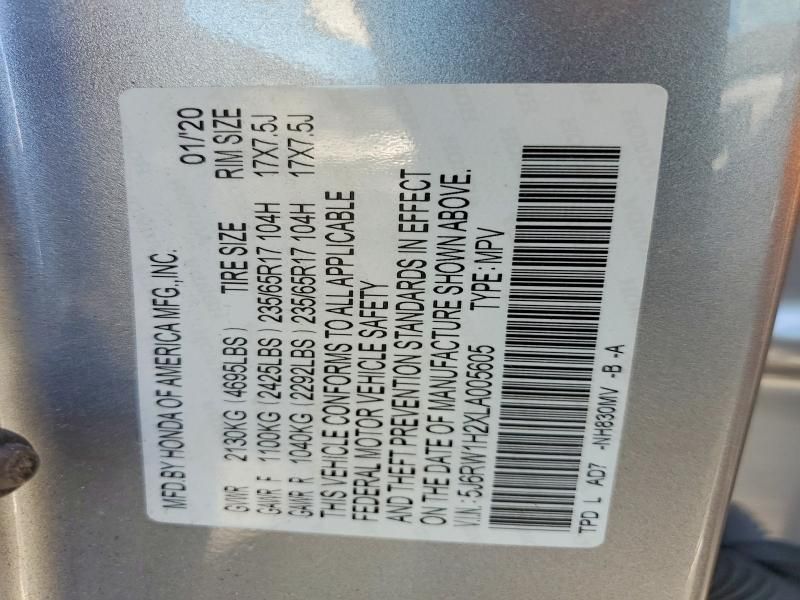 MFD.BY HONDA OF AMERICA MFG.,INC. 01/'20
GVWR 2130KG (4695LBS) TIRE SIZE RIM SIZE
GAWR F 1100KG (2425LBS) 235/65R17 104H 17X7.5J
GAWR R 1040KG (2292LBS) 235/65R17 104H 17X7.5J
THIS VEHICLE CONFORMS TO ALL APPLICABLE
FEDERAL MOTOR VEHICLE SAFETY
AND THEFT PREVENTION STANDARDS IN EFFECT
ON THE DATE OF MANUFACTURE SHOWN ABOVE.
V.I.N.:5J6RW1H2XLA005605 TYPE:MPV
TPD L AD7 -NH830MV -B -A